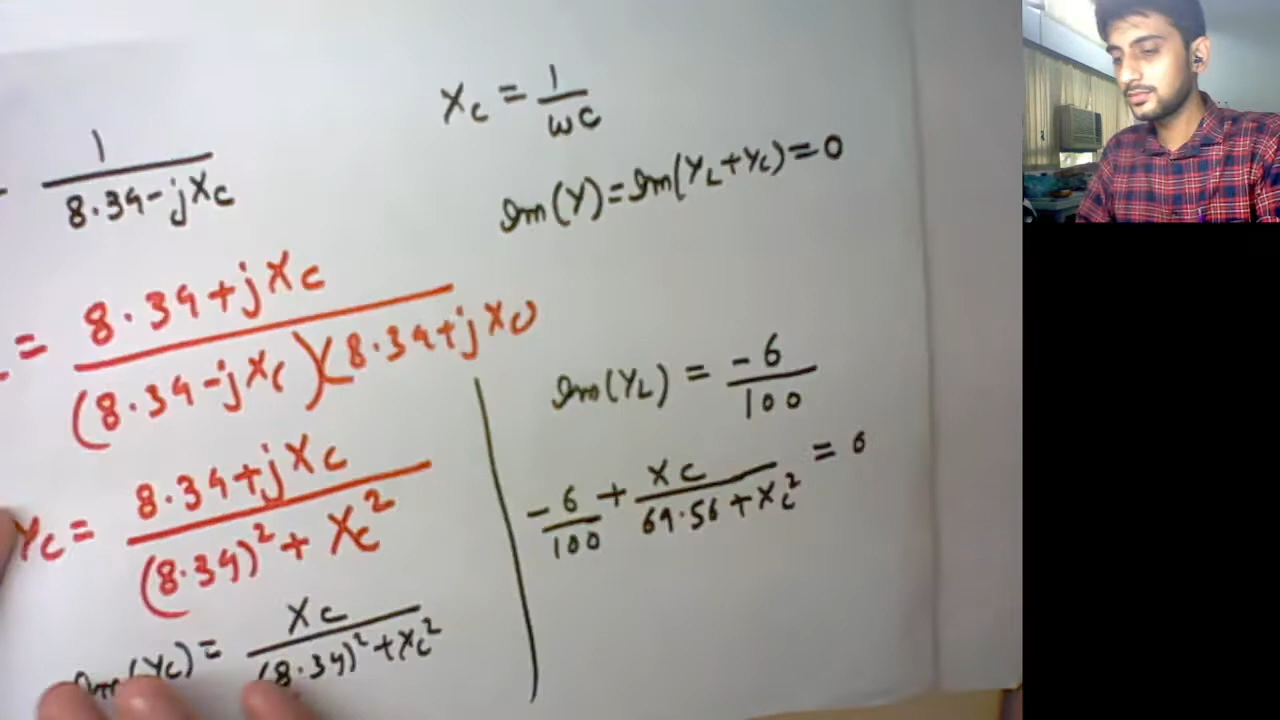 1 / (8.34 - jXc)
= (8.34 + jXc) / ((8.34 - jXc)(8.34 + jXc))
Yc = (8.34 + jXc) / ((8.34)² + Xc²)
Im(Yc) = Xc / ((8.34)² + Xc²)
Xc = 1 / ωC
Im(Y) = Im(YL + Yc) = 0
Im(YL) = -6 / 100
-6 / 100 + Xc / (69.56 + Xc²) = 0